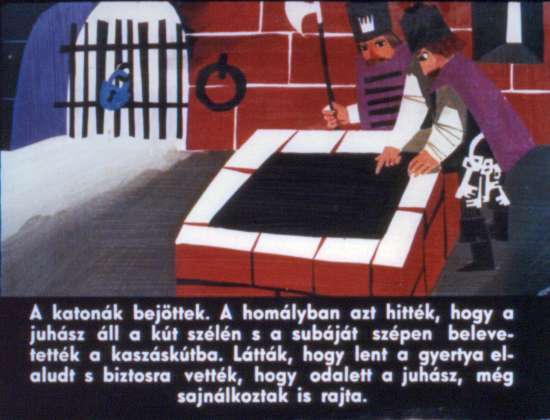 A katonák bejöttek. A homályban azt hitték, hogy a
juhász áll a kút szélén s a subáját szépen beleve-
tették a kaszáskútba. Látták, hogy lent a gyertya el-
aludt s biztosra vették, hogy odalett a juhász, még
sajnálkoztak is rajta.